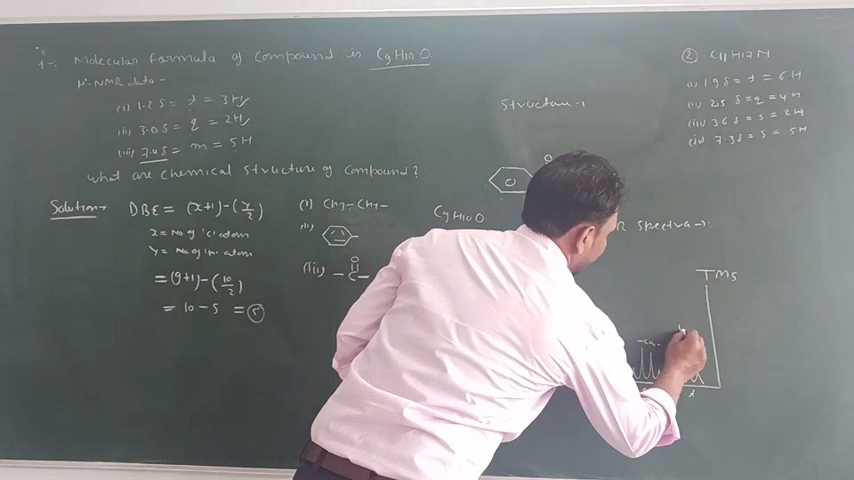 1-: Molecular Formula of Compound is C9H10O
H'-NMR data-
(i) 1.2 δ = t = 3H
(ii) 3.0 δ = q = 2H
(iii) 7.4 δ = m = 5H
what are chemical structure of Compound?
Solution→ DBE = (x+1)-(y/2)
x = No of 'c' atom
y = No of 'H' atom
= (9+1)-(10/2)
= 10-5 = 5
(i) CH3-CH2-
(ii)
(iii) -C-
O
C9H10O
O
Spectra→
TMS
-CH2-
② C11H17N
(i) 1.9 δ = t = 6H
(ii) 2.5 δ = q = 4H
(iii) 3.6 δ = s = 2H
(iv) 7.3 δ = s = 5H